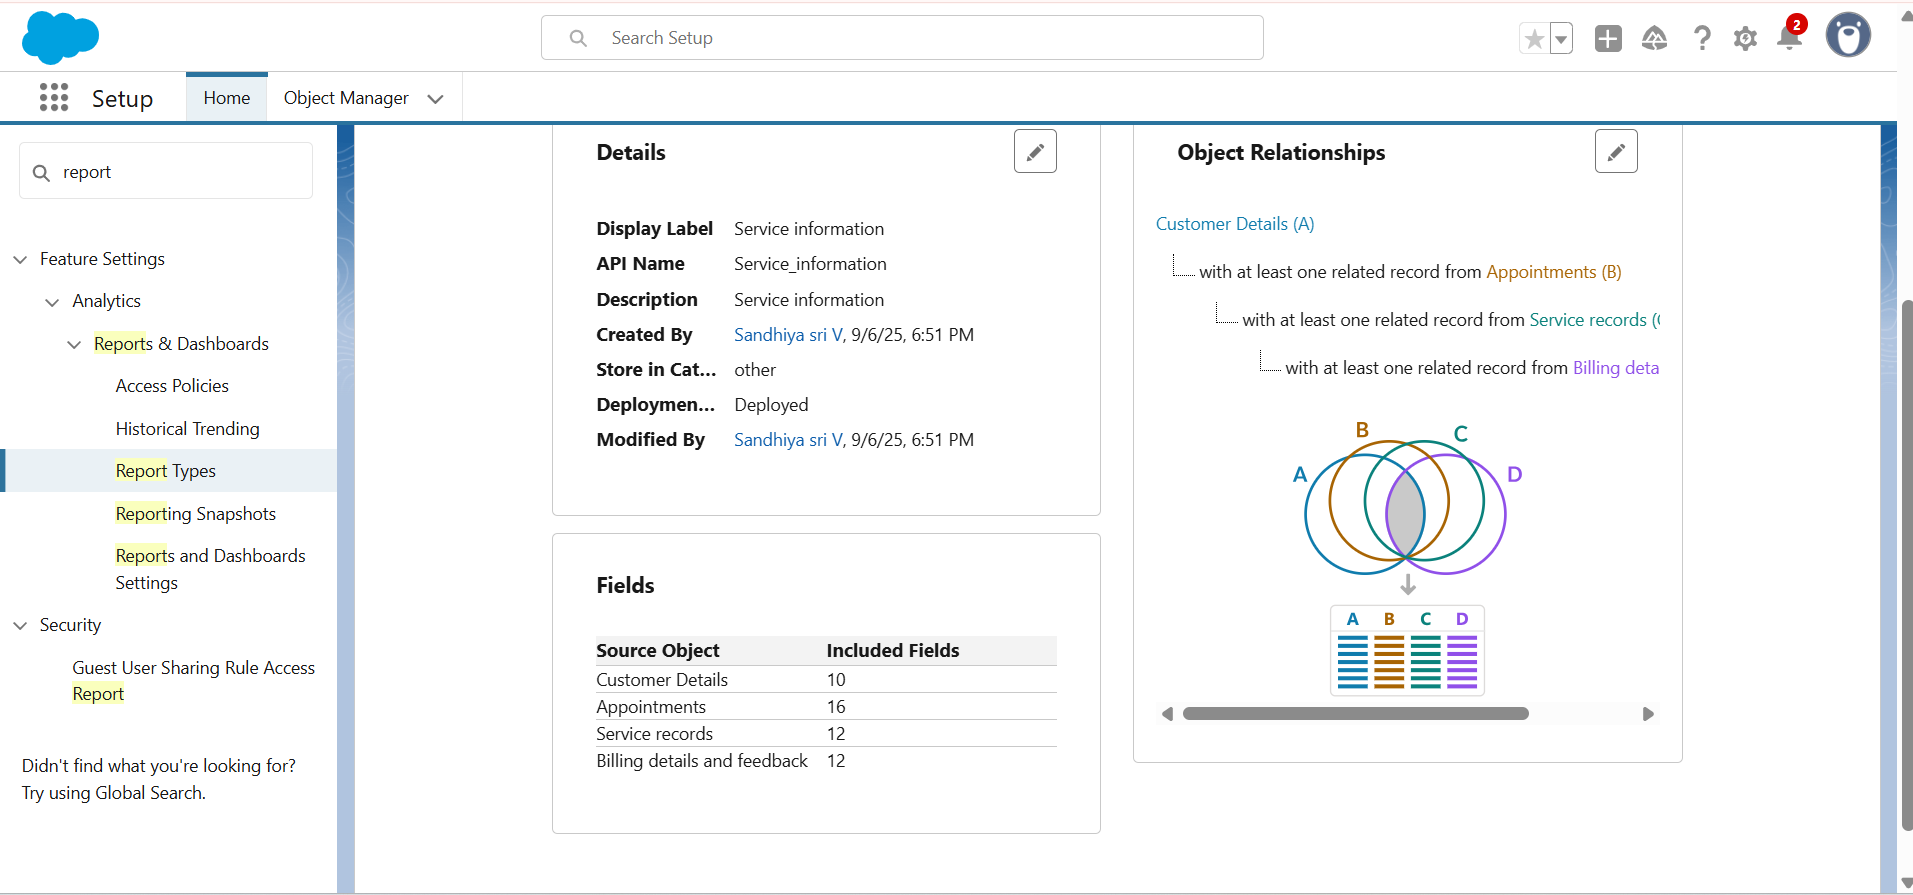 Search Setup
2
Setup
Home
Object Manager
report
Feature Settings
Analytics
Reports & Dashboards
Access Policies
Historical Trending
Report Types
Reporting Snapshots
Reports and Dashboards
Settings
Security
Guest User Sharing Rule Access
Report
Didn't find what you're looking for?
Try using Global Search.
Details
Display Label Service information
API Name Service_information
Description Service information
Created By Sandhiya sri V, 9/6/25, 6:51 PM
Store in Cat... other
Deploymen... Deployed
Modified By Sandhiya sri V, 9/6/25, 6:51 PM
Fields
Source Object Included Fields
Customer Details 10
Appointments 16
Service records 12
Billing details and feedback 12
Object Relationships
Customer Details (A)
with at least one related record from Appointments (B)
with at least one related record from Service records (
with at least one related record from Billing deta
B
C
A
D
A B C D